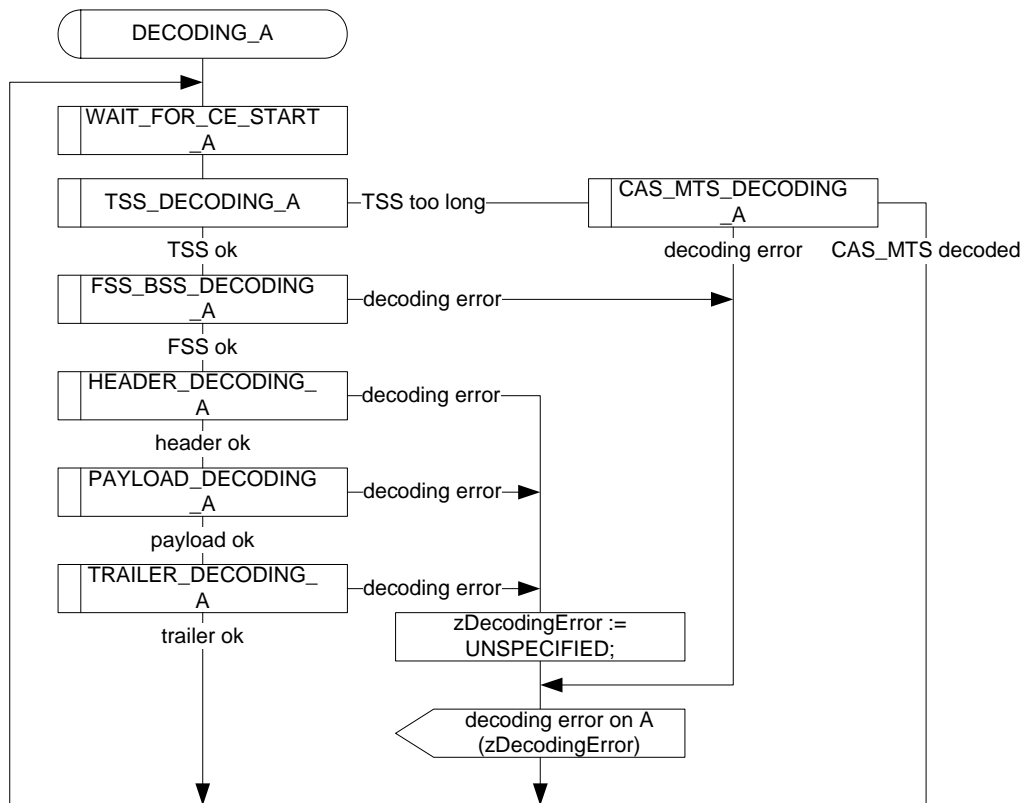 DECODING_A
WAIT_FOR_CE_START
_A
TSS_DECODING_A
TSS too long
CAS_MTS_DECODING
_A
TSS ok
decoding error
CAS_MTS decoded
FSS_BSS_DECODING
_A
decoding error
FSS ok
HEADER_DECODING_
A
decoding error
header ok
PAYLOAD_DECODING
_A
decoding error
payload ok
TRAILER_DECODING_
A
decoding error
trailer ok
zDecodingError :=
UNSPECIFIED;
decoding error on A
(zDecodingError)